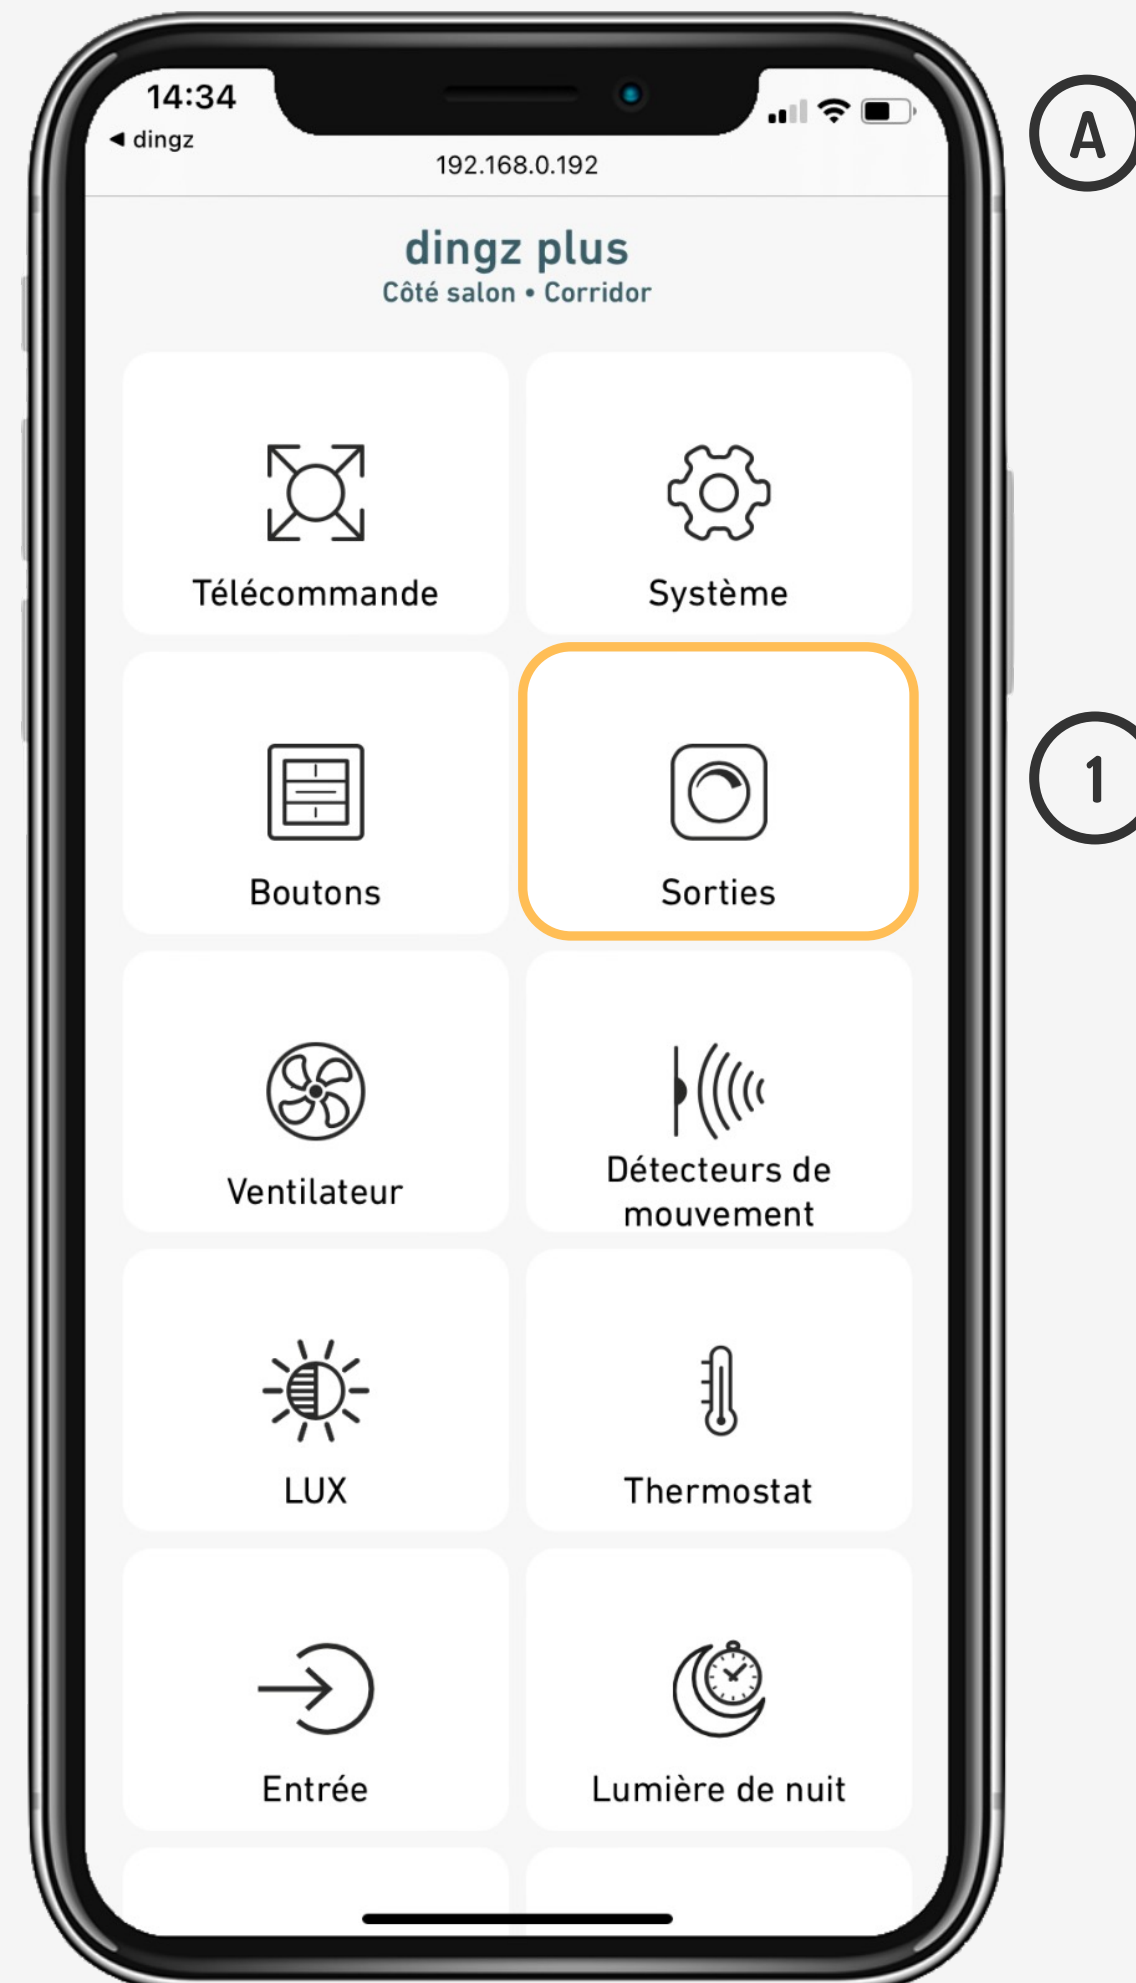 14:34
◀ dingz
192.168.0.192
A
dingz plus
Côté salon • Corridor
Télécommande
Système
Boutons
Sorties
1
Ventilateur
Détecteurs de
mouvement
LUX
Thermostat
Entrée
Lumière de nuit